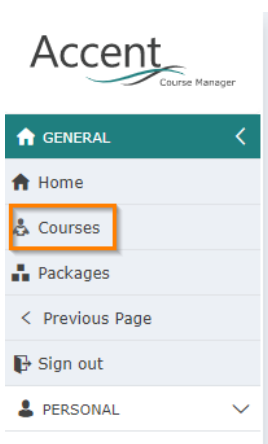 Accent
Course Manager
GENERAL
Home
Courses
Packages
Previous Page
Sign out
PERSONAL